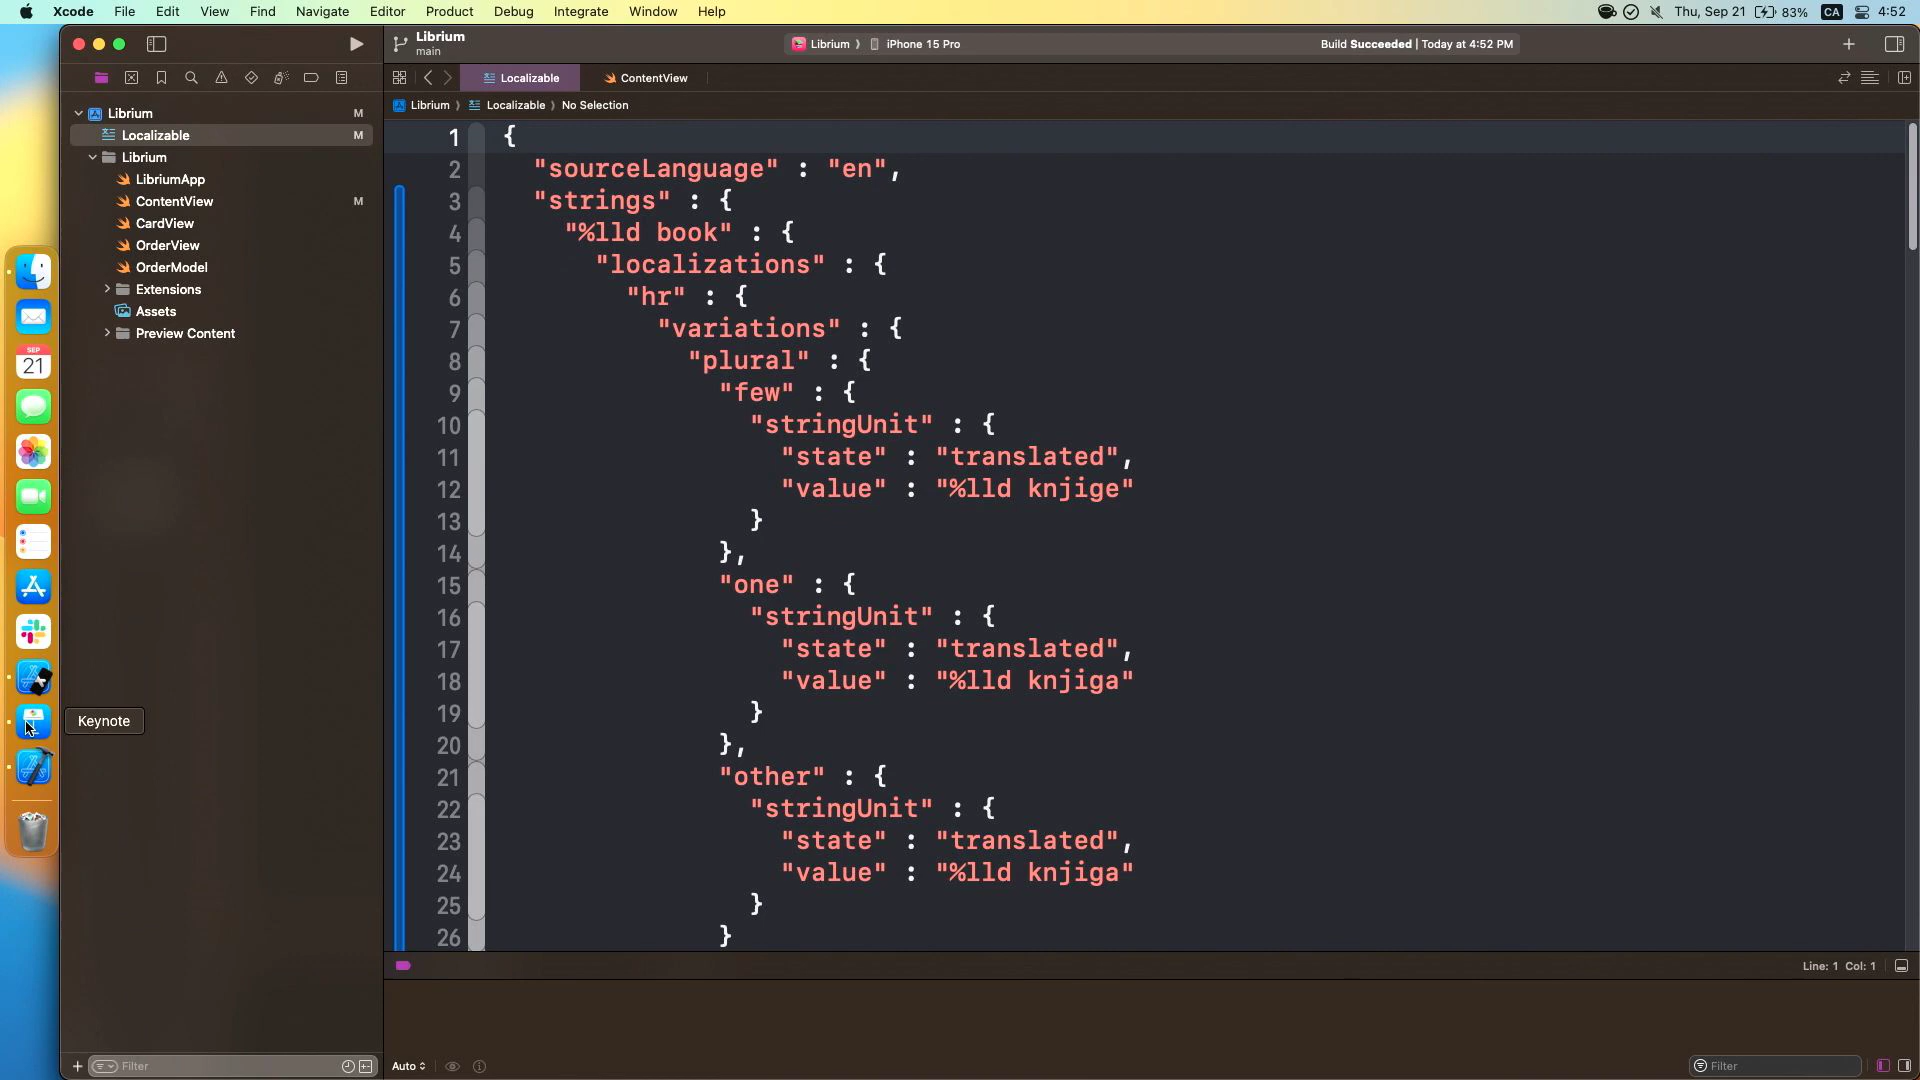 Xcode File Edit View Find Navigate Editor Product Debug Integrate Window Help
Thu, Sep 21 83% CA 4:52
Librium
main
Librium iPhone 15 Pro
Build Succeeded | Today at 4:52 PM
Localizable ContentView
Librium Localizable No Selection
Librium M
Localizable M
Librium
LibriumApp
ContentView M
CardView
OrderView
OrderModel
Extensions
Assets
Preview Content
SEP
21
Keynote
1 {
2 "sourceLanguage" : "en",
3 "strings" : {
4 "%lld book" : {
5 "localizations" : {
6 "hr" : {
7 "variations" : {
8 "plural" : {
9 "few" : {
10 "stringUnit" : {
11 "state" : "translated",
12 "value" : "%lld knjige"
13 }
14 },
15 "one" : {
16 "stringUnit" : {
17 "state" : "translated",
18 "value" : "%lld knjiga"
19 }
20 },
21 "other" : {
22 "stringUnit" : {
23 "state" : "translated",
24 "value" : "%lld knjiga"
25 }
26 }
Line: 1 Col: 1
Filter
Auto
Filter